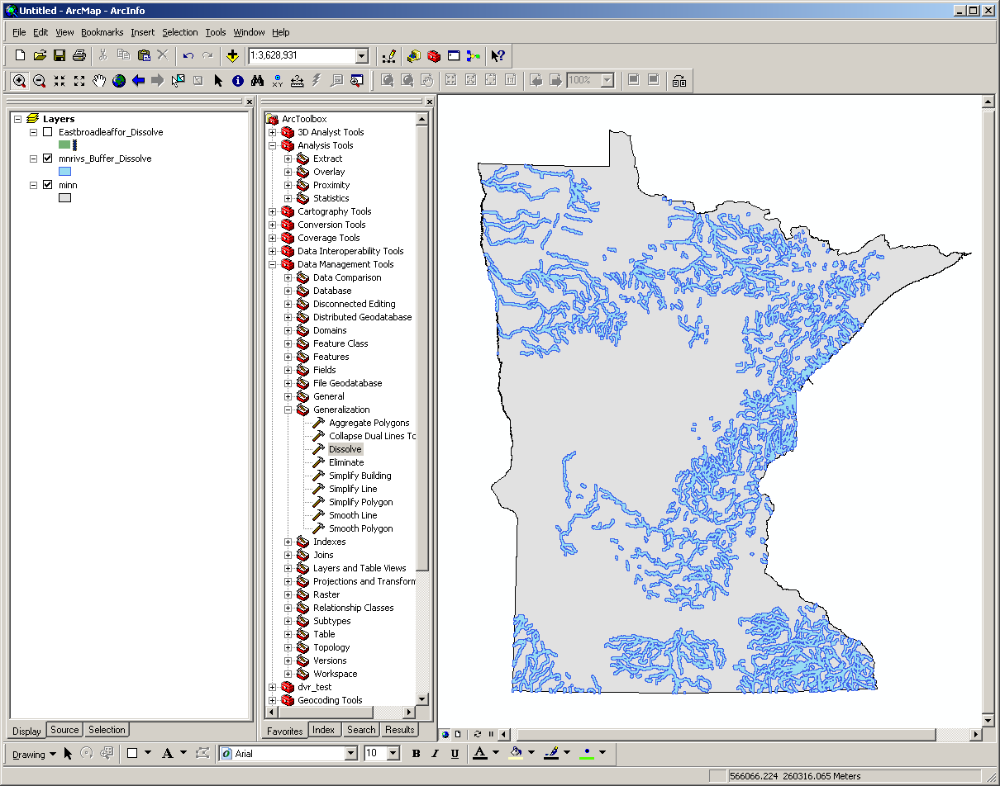 Untitled - ArcMap - ArcInfo
File Edit View Bookmarks Insert Selection Tools Window Help
1:3,628,931
100%
Layers
Eastbroadleaffor_Dissolve
mnrivs_Buffer_Dissolve
minn
ArcToolbox
3D Analyst Tools
Analysis Tools
Extract
Overlay
Proximity
Statistics
Cartography Tools
Conversion Tools
Coverage Tools
Data Interoperability Tools
Data Management Tools
Data Comparison
Database
Disconnected Editing
Distributed Geodatabase
Domains
Feature Class
Features
Fields
File Geodatabase
General
Generalization
Aggregate Polygons
Collapse Dual Lines Tc
Dissolve
Eliminate
Simplify Building
Simplify Line
Simplify Polygon
Smooth Line
Smooth Polygon
Indexes
Joins
Layers and Table Views
Projections and Transform
Raster
Relationship Classes
Subtypes
Table
Topology
Versions
Workspace
dvr_test
Geocoding Tools
Display Source Selection
Favorites Index Search Results
Drawing A Arial 10 B I U A
566066.224 260316.065 Meters